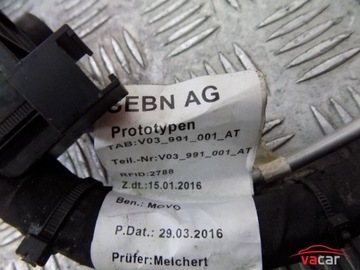 SEBN AG
Prototypen
TAB:V03_991_001_AT
Teil.-Nr:V03_991_001_AT
RFID:2788
Z.dt.:15.01.2016
Ben.: Movo
P.Dat.: 29.03.2016
Prüfer:Melchert
vacar